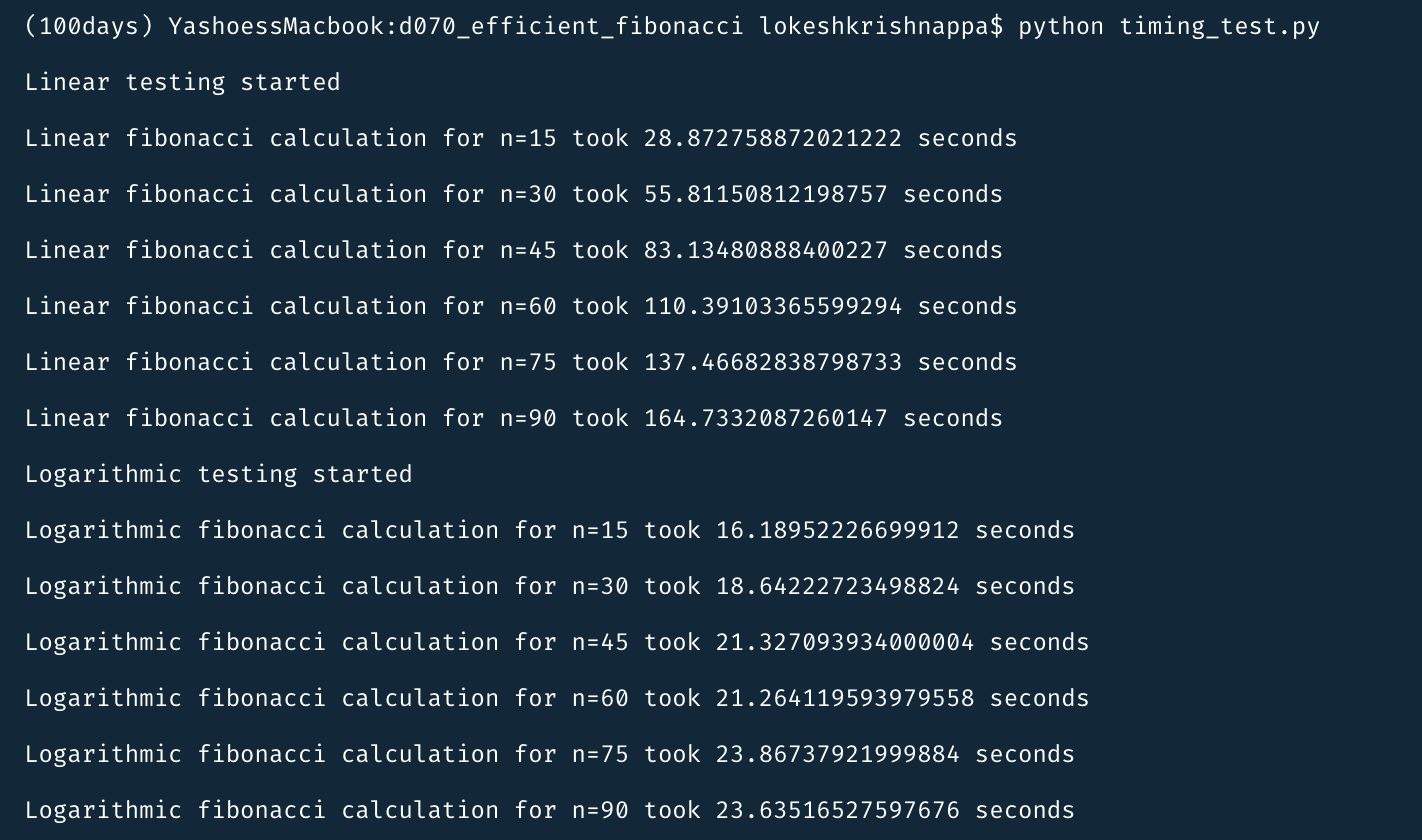 (100days) YashoessMacbook:d070_efficient_fibonacci lokeshkrishnappa$ python timing_test.py
Linear testing started
Linear fibonacci calculation for n=15 took 28.872758872021222 seconds
Linear fibonacci calculation for n=30 took 55.81150812198757 seconds
Linear fibonacci calculation for n=45 took 83.13480888400227 seconds
Linear fibonacci calculation for n=60 took 110.39103365599294 seconds
Linear fibonacci calculation for n=75 took 137.46682838798733 seconds
Linear fibonacci calculation for n=90 took 164.7332087260147 seconds
Logarithmic testing started
Logarithmic fibonacci calculation for n=15 took 16.18952226699912 seconds
Logarithmic fibonacci calculation for n=30 took 18.64222723498824 seconds
Logarithmic fibonacci calculation for n=45 took 21.327093934000004 seconds
Logarithmic fibonacci calculation for n=60 took 21.264119593979558 seconds
Logarithmic fibonacci calculation for n=75 took 23.86737921999884 seconds
Logarithmic fibonacci calculation for n=90 took 23.63516527597676 seconds